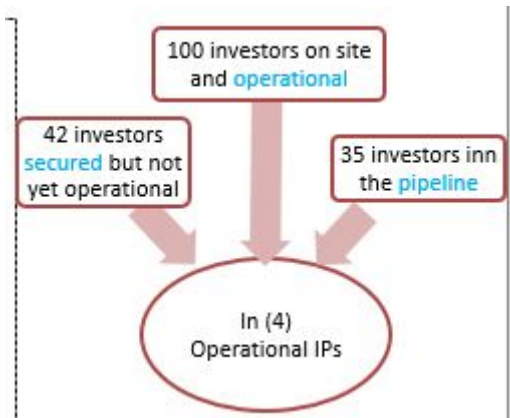 100 investors on site
and operational
42 investors
secured but not
yet operational
35 investors inn
the pipeline
In (4)
Operational IPs